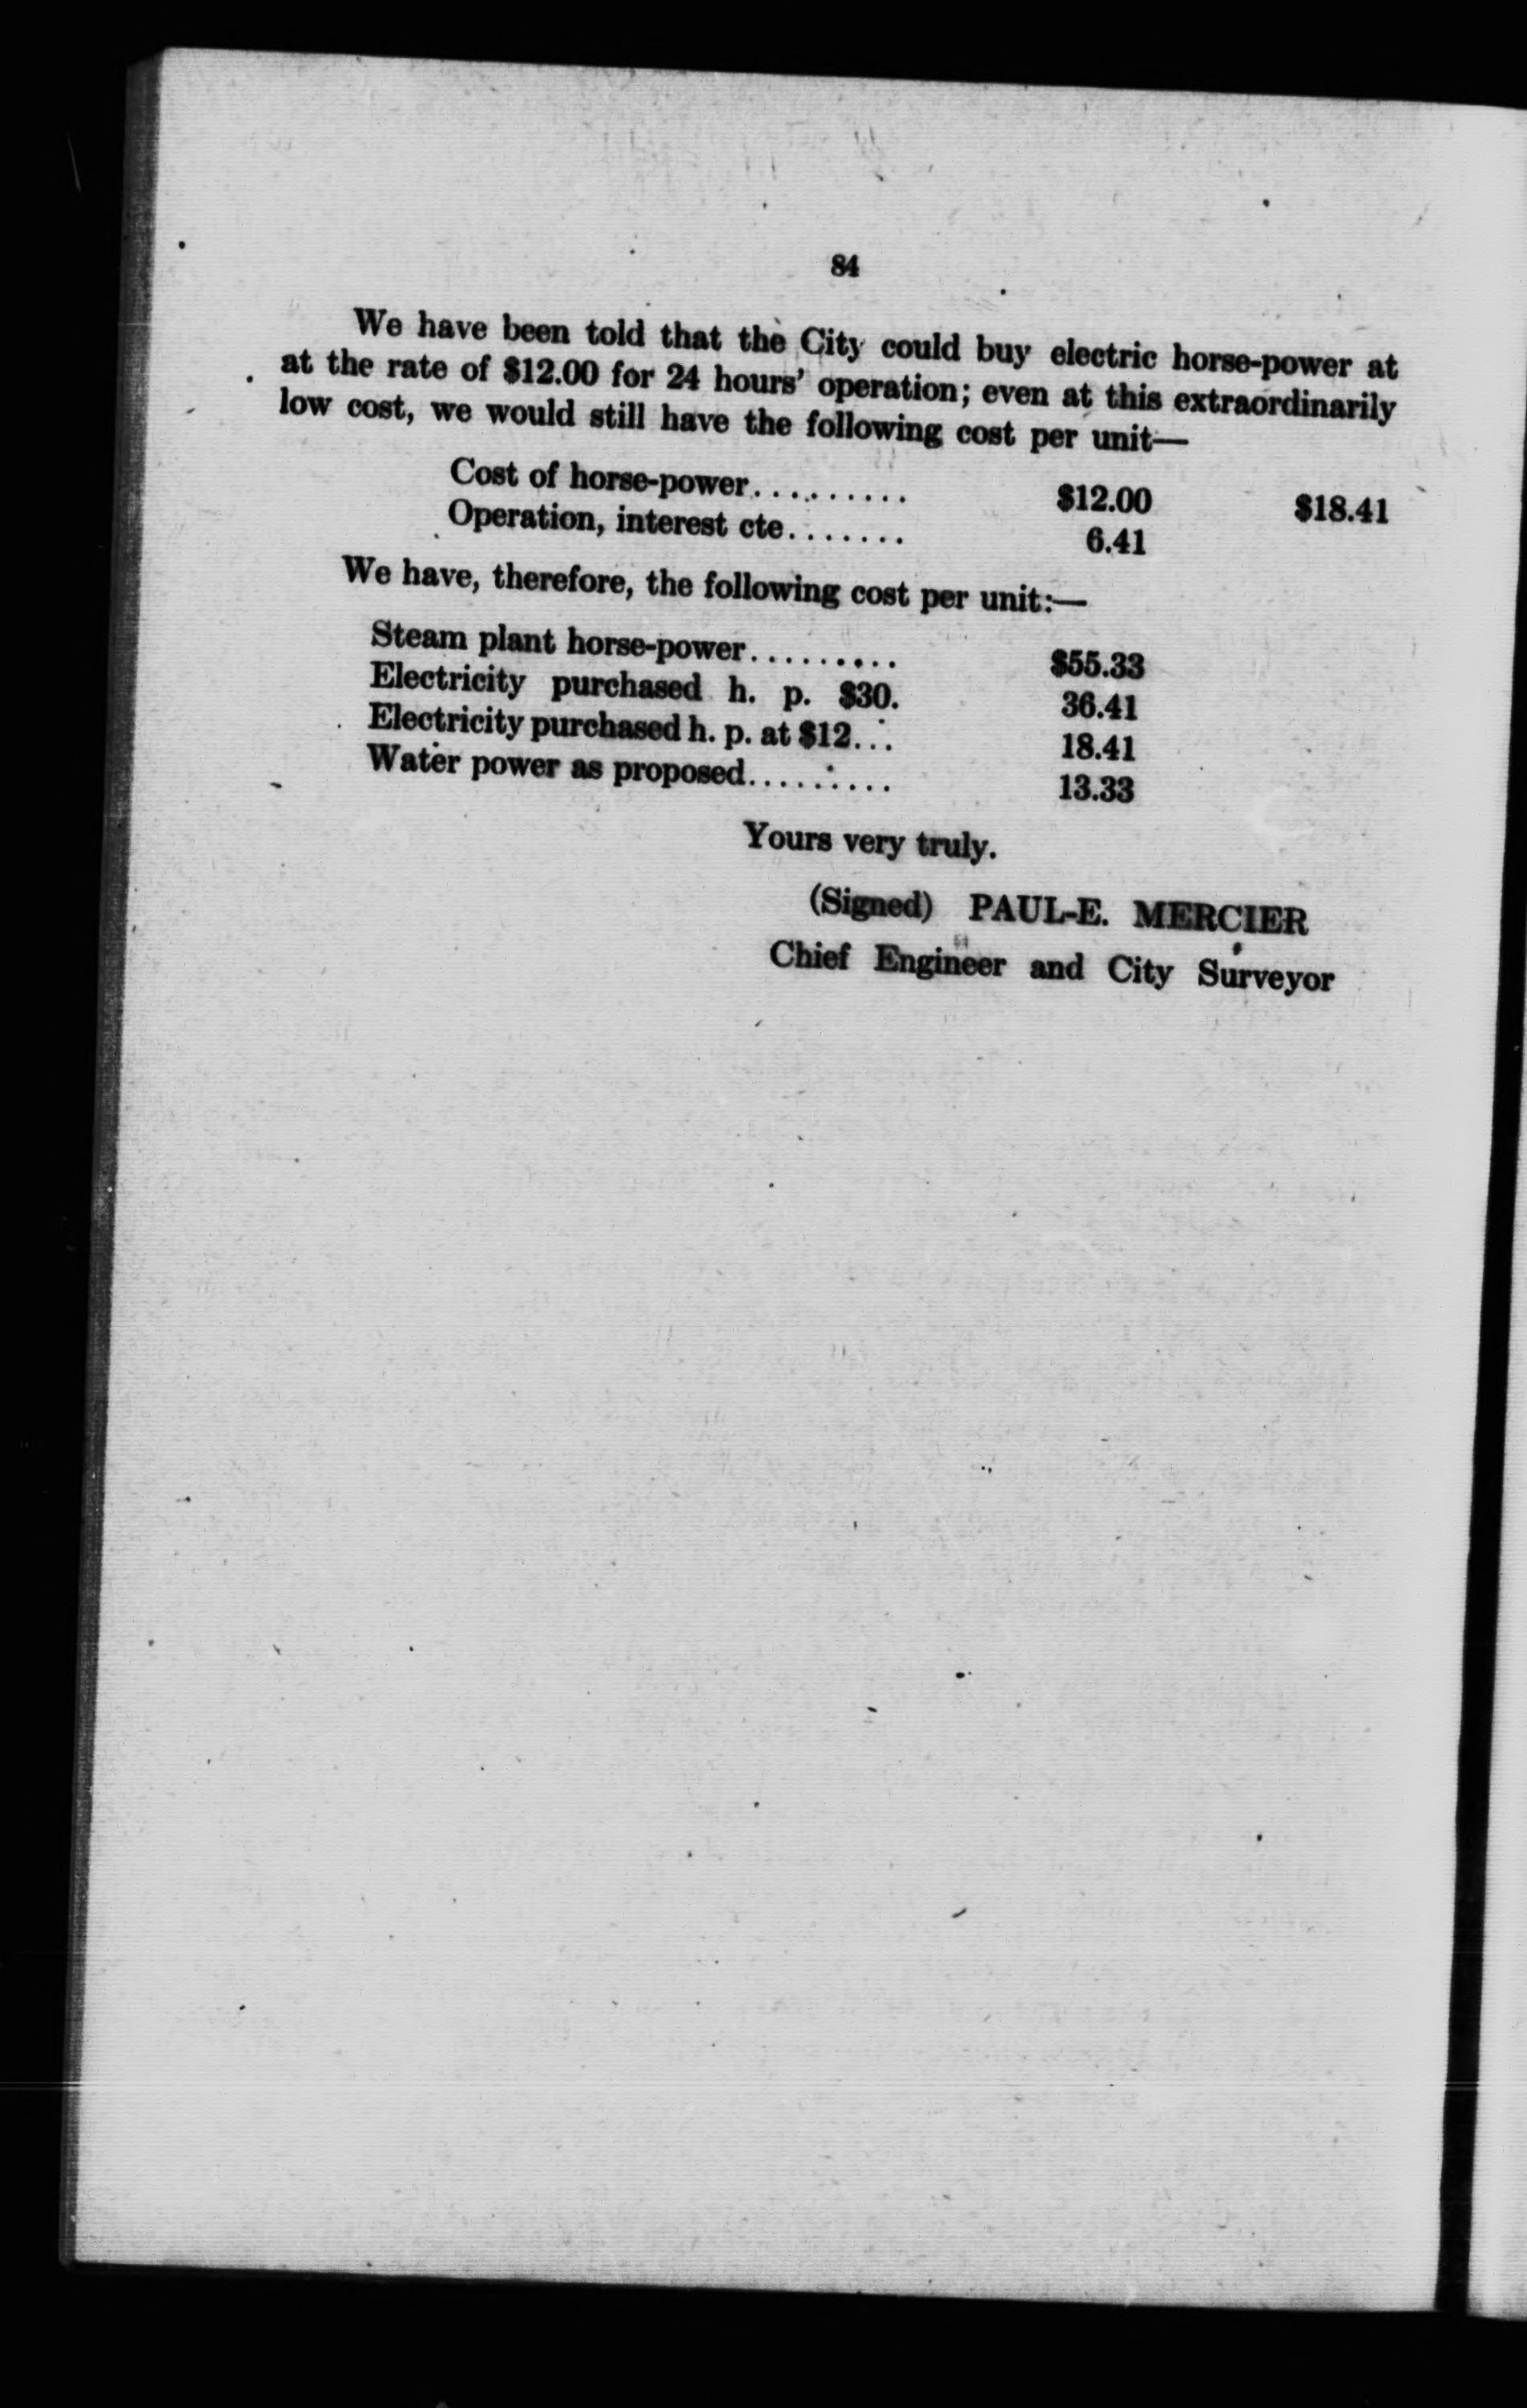 84
We have been told that the City could buy electric horse-power at
at the rate of $12.00 for 24 hours' operation; even at this extraordinarily
low cost, we would still have the following cost per unit—
Cost of horse-power.......... $12.00 $18.41
Operation, interest cte....... 6.41
We have, therefore, the following cost per unit:—
Steam plant horse-power......... $55.33
Electricity purchased h. p. $30. 36.41
Electricity purchased h. p. at $12... 18.41
Water power as proposed......... 13.33
Yours very truly.
(Signed) PAUL-E. MERCIER
Chief Engineer and City Surveyor